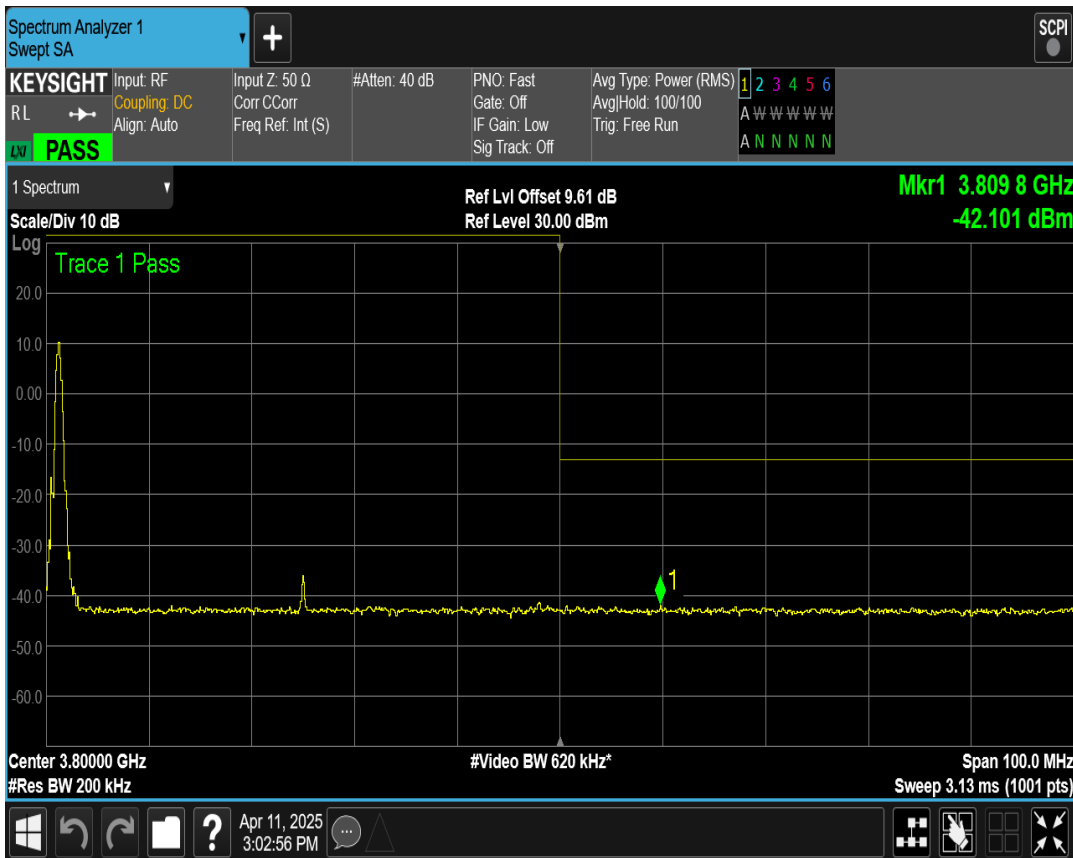 Spectrum Analyzer 1
Swept SA
+
SCPI
KEYSIGHT
RL
LXI PASS
Input: RF
Coupling: DC
Align: Auto
Input Z: 50 Ω
Corr CCorr
Freq Ref: Int (S)
#Atten: 40 dB
PNO: Fast
Gate: Off
IF Gain: Low
Sig Track: Off
Avg Type: Power (RMS)
Avg|Hold: 100/100
Trig: Free Run
1 2 3 4 5 6
A W W W W W
A N N N N N
1 Spectrum
Scale/Div 10 dB
Ref Lvl Offset 9.61 dB
Ref Level 30.00 dBm
Mkr1 3.809 8 GHz
-42.101 dBm
Log
Trace 1 Pass
20.0
10.0
0.00
-10.0
-20.0
-30.0
-40.0
-50.0
-60.0
1
Center 3.80000 GHz
#Res BW 200 kHz
#Video BW 620 kHz*
Span 100.0 MHz
Sweep 3.13 ms (1001 pts)
?
Apr 11, 2025
3:02:56 PM